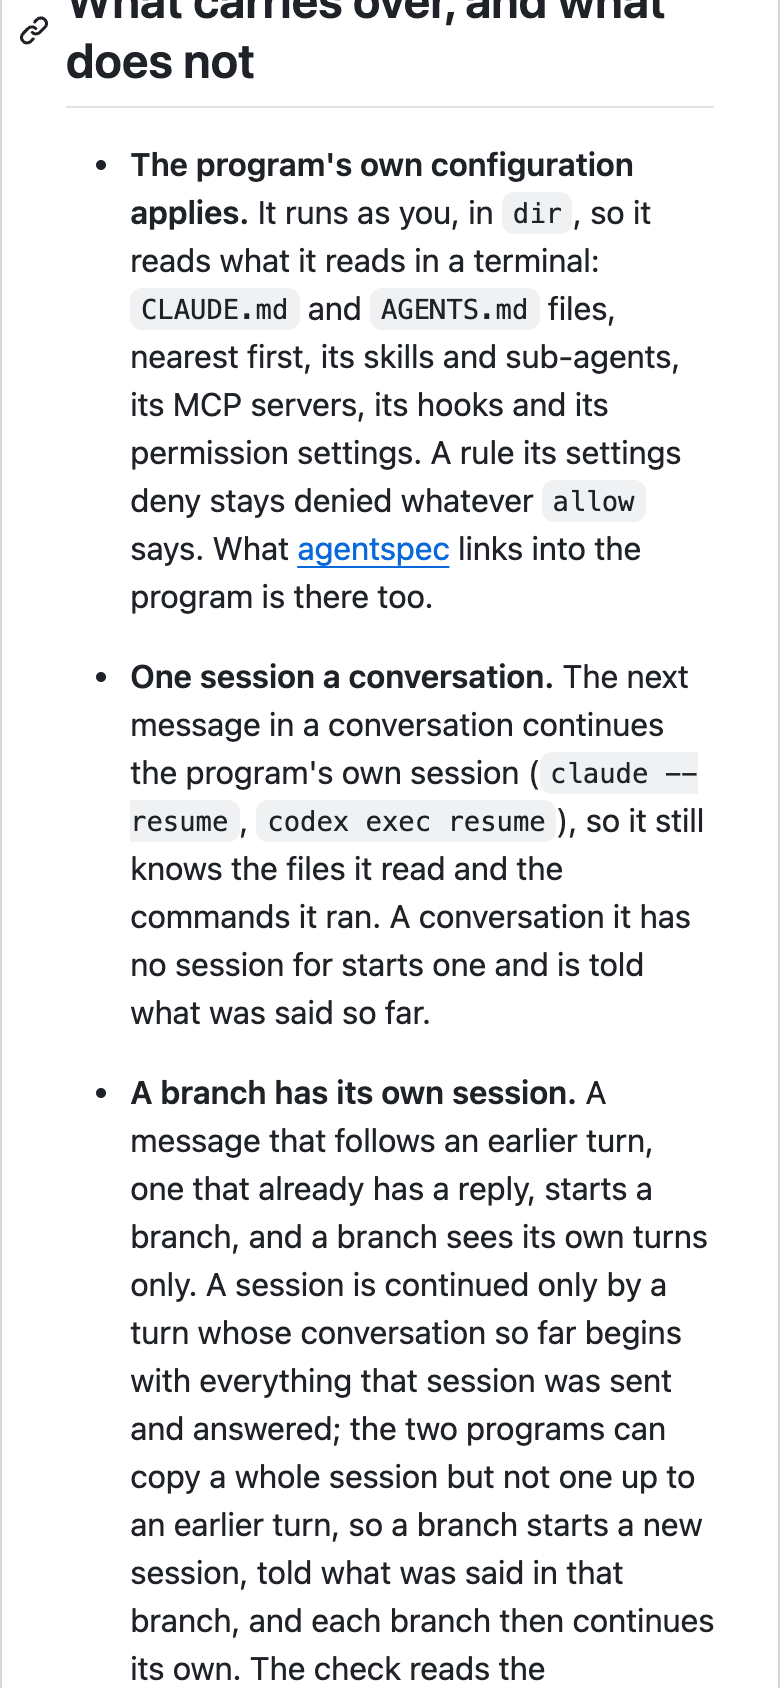 What carries over, and what
does not
The program's own configuration
applies. It runs as you, in dir, so it
reads what it reads in a terminal:
CLAUDE.md and AGENTS.md files,
nearest first, its skills and sub-agents,
its MCP servers, its hooks and its
permission settings. A rule its settings
deny stays denied whatever allow
says. What agentspec links into the
program is there too.
One session a conversation. The next
message in a conversation continues
the program's own session (claude --
resume, codex exec resume), so it still
knows the files it read and the
commands it ran. A conversation it has
no session for starts one and is told
what was said so far.
A branch has its own session. A
message that follows an earlier turn,
one that already has a reply, starts a
branch, and a branch sees its own turns
only. A session is continued only by a
turn whose conversation so far begins
with everything that session was sent
and answered; the two programs can
copy a whole session but not one up to
an earlier turn, so a branch starts a new
session, told what was said in that
branch, and each branch then continues
its own. The check reads the